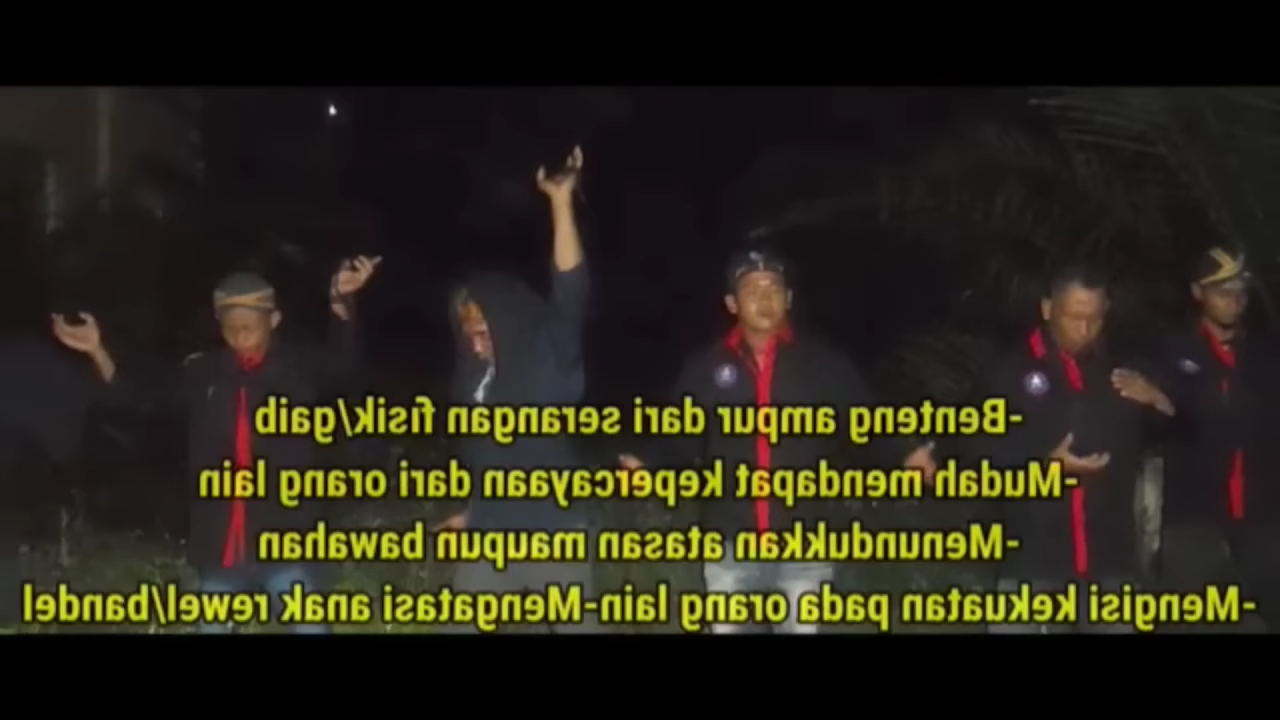 -Benteng ampur dari serangan fisik/gaib
-Mudah mendapat kepercayaan dari orang lain
-Menundukkan atasan maupun bawahan
-Mengisi kekuatan pada orang lain-Mengatasi anak rewel/bandel